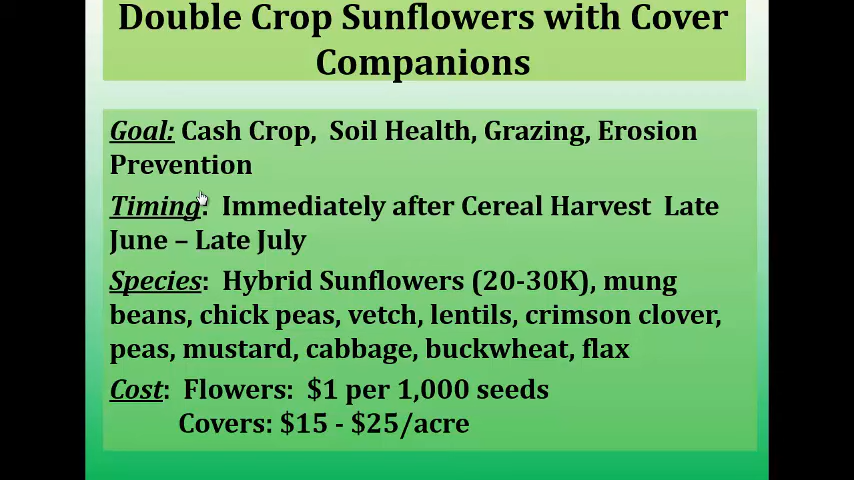 Double Crop Sunflowers with Cover
Companions
Goal: Cash Crop,  Soil Health, Grazing, Erosion
Prevention
Timing:  Immediately after Cereal Harvest  Late
June – Late July
Species:  Hybrid Sunflowers (20-30K), mung
beans, chick peas, vetch, lentils, crimson clover,
peas, mustard, cabbage, buckwheat, flax
Cost:  Flowers:  $1 per 1,000 seeds
Covers: $15 - $25/acre